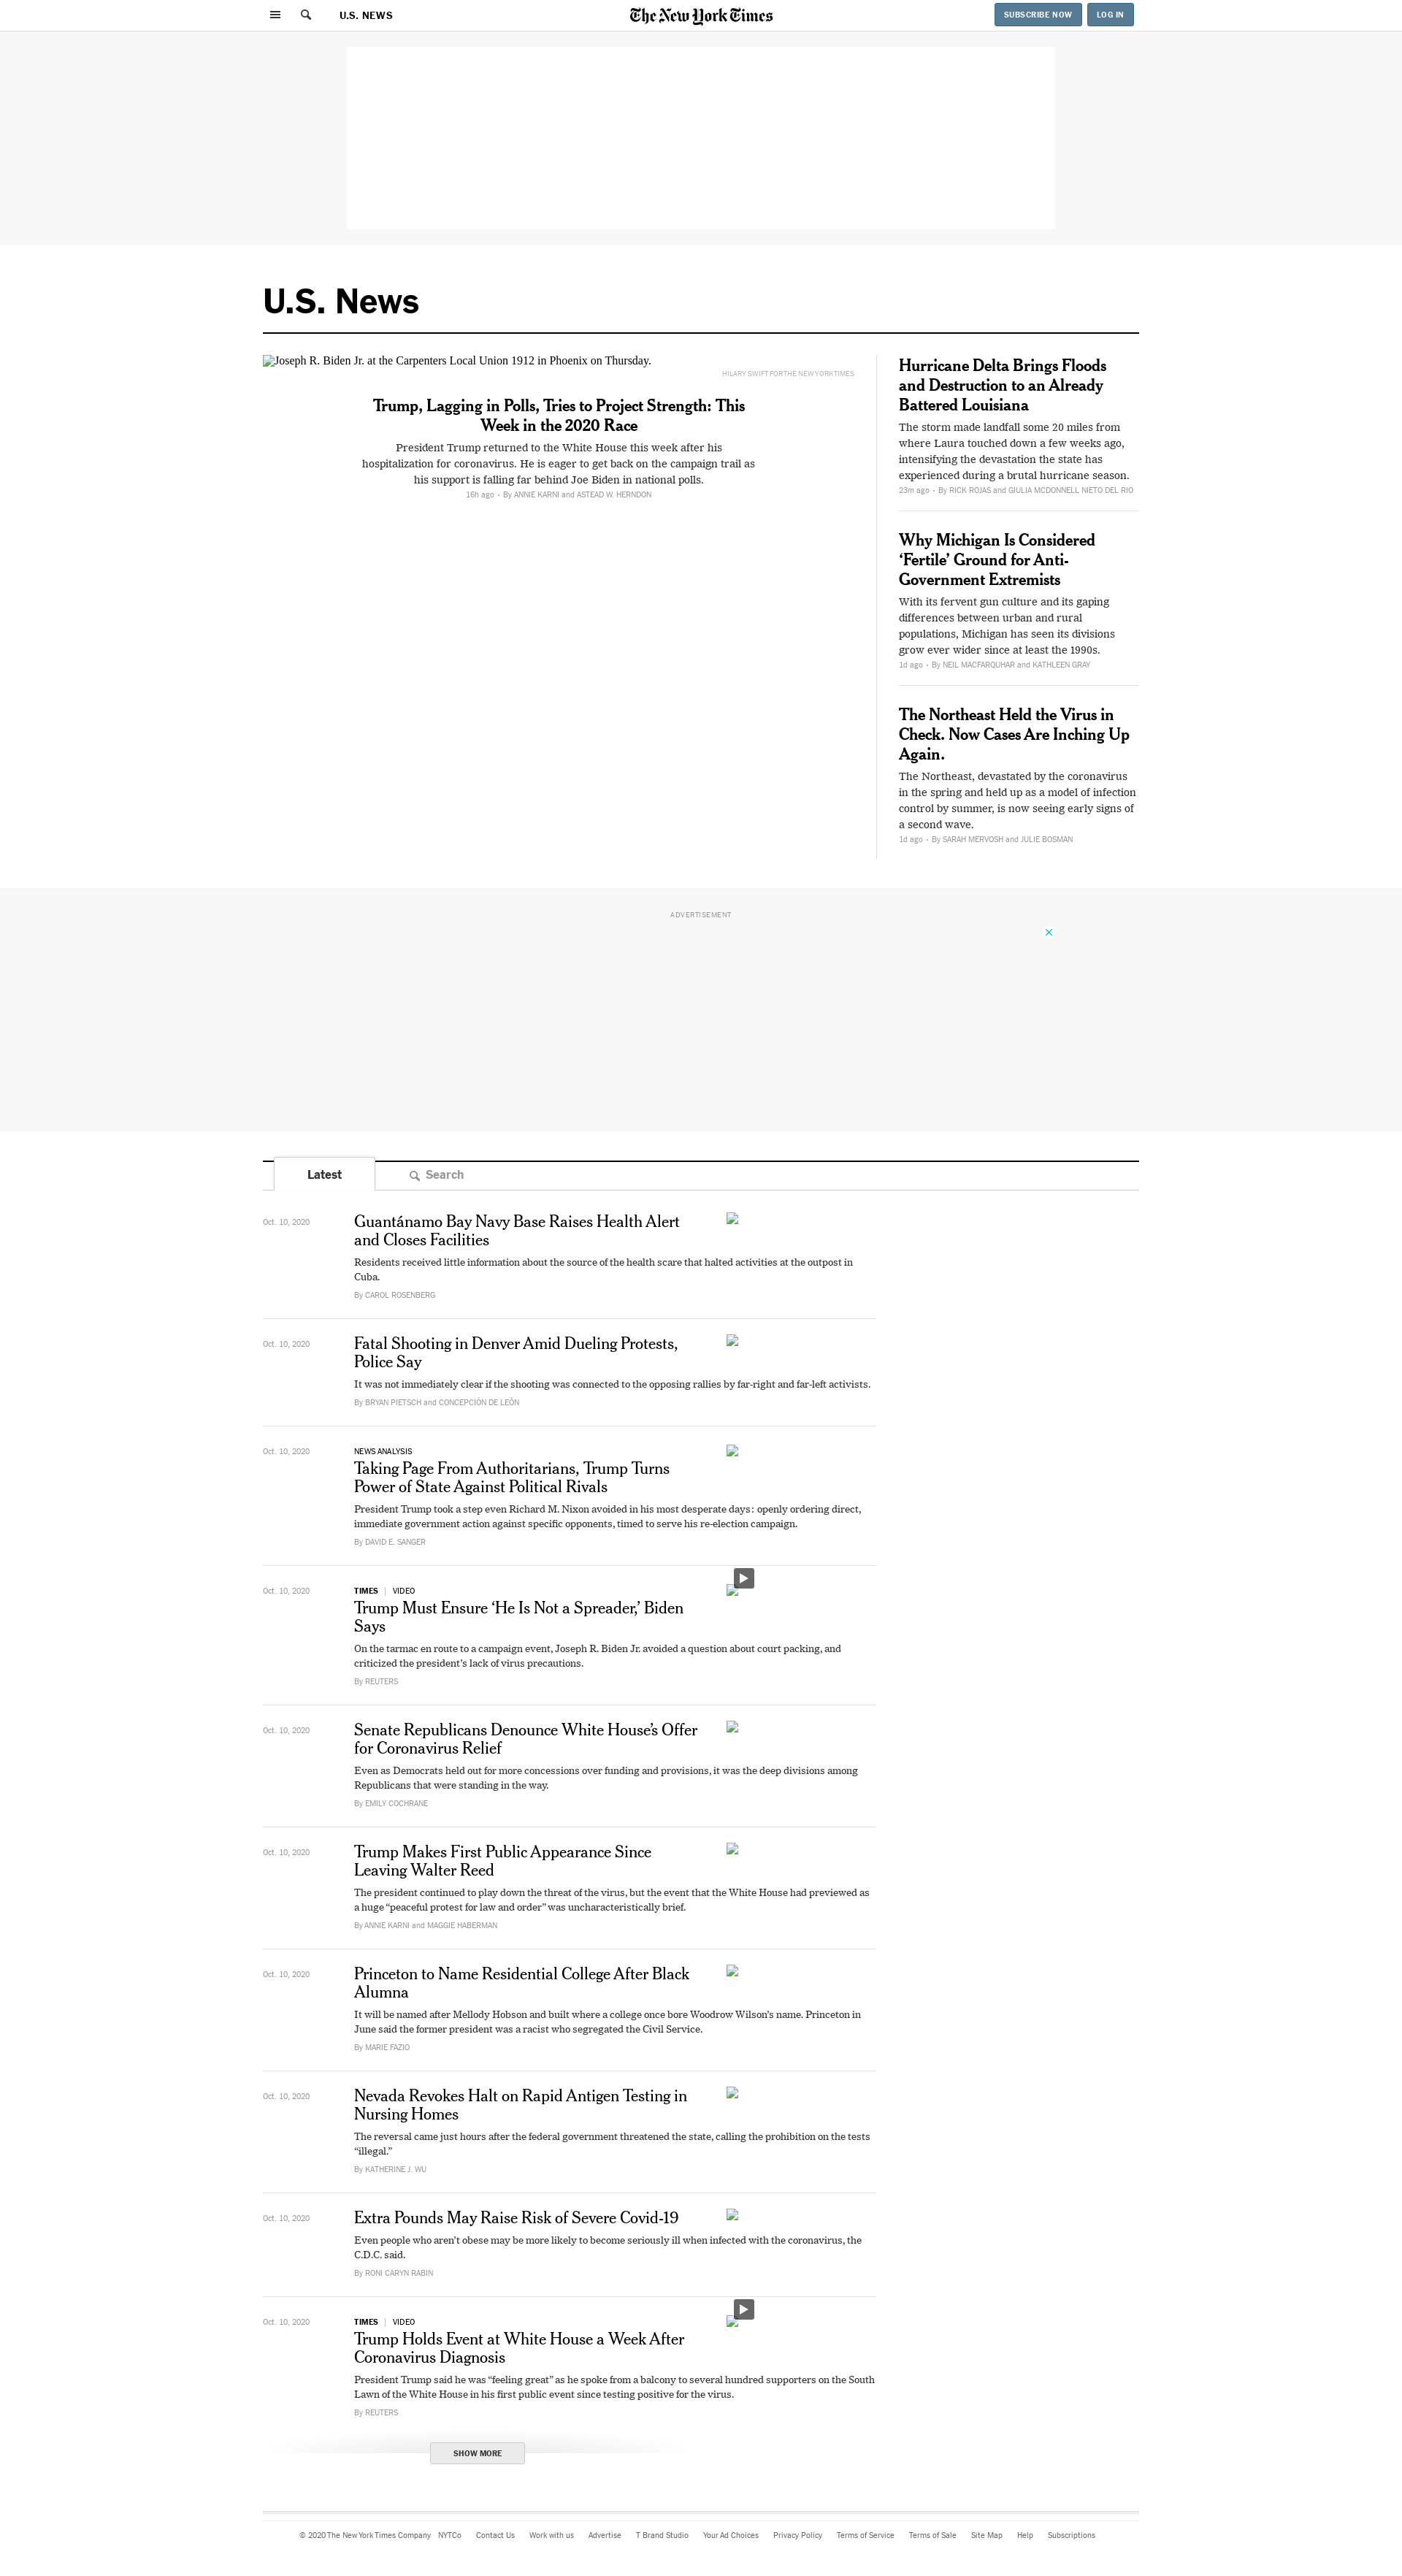 U.S. NEWS
The New York Times
SUBSCRIBE NOW
LOG IN
U.S. News
Joseph R. Biden Jr. at the Carpenters Local Union 1912 in Phoenix on Thursday.
HILARY SWIFT FOR THE NEW YORK TIMES
Trump, Lagging in Polls, Tries to Project Strength: This
Week in the 2020 Race
President Trump returned to the White House this week after his
hospitalization for coronavirus. He is eager to get back on the campaign trail as
his support is falling far behind Joe Biden in national polls.
16h ago • By ANNIE KARNI and ASTEAD W. HERNDON
Hurricane Delta Brings Floods
and Destruction to an Already
Battered Louisiana
The storm made landfall some 20 miles from
where Laura touched down a few weeks ago,
intensifying the devastation the state has
experienced during a brutal hurricane season.
23m ago • By RICK ROJAS and GIULIA MCDONNELL NIETO DEL RIO
Why Michigan Is Considered
‘Fertile’ Ground for Anti-
Government Extremists
With its fervent gun culture and its gaping
differences between urban and rural
populations, Michigan has seen its divisions
grow ever wider since at least the 1990s.
1d ago • By NEIL MACFARQUHAR and KATHLEEN GRAY
The Northeast Held the Virus in
Check. Now Cases Are Inching Up
Again.
The Northeast, devastated by the coronavirus
in the spring and held up as a model of infection
control by summer, is now seeing early signs of
a second wave.
1d ago • By SARAH MERVOSH and JULIE BOSMAN
ADVERTISEMENT
Latest
Search
Oct. 10, 2020
Guantánamo Bay Navy Base Raises Health Alert
and Closes Facilities
Residents received little information about the source of the health scare that halted activities at the outpost in
Cuba.
By CAROL ROSENBERG
Oct. 10, 2020
Fatal Shooting in Denver Amid Dueling Protests,
Police Say
It was not immediately clear if the shooting was connected to the opposing rallies by far-right and far-left activists.
By BRYAN PIETSCH and CONCEPCIÓN DE LEÓN
Oct. 10, 2020
NEWS ANALYSIS
Taking Page From Authoritarians, Trump Turns
Power of State Against Political Rivals
President Trump took a step even Richard M. Nixon avoided in his most desperate days: openly ordering direct,
immediate government action against specific opponents, timed to serve his re-election campaign.
By DAVID E. SANGER
Oct. 10, 2020
TIMES | VIDEO
Trump Must Ensure ‘He Is Not a Spreader,’ Biden
Says
On the tarmac en route to a campaign event, Joseph R. Biden Jr. avoided a question about court packing, and
criticized the president’s lack of virus precautions.
By REUTERS
Oct. 10, 2020
Senate Republicans Denounce White House’s Offer
for Coronavirus Relief
Even as Democrats held out for more concessions over funding and provisions, it was the deep divisions among
Republicans that were standing in the way.
By EMILY COCHRANE
Oct. 10, 2020
Trump Makes First Public Appearance Since
Leaving Walter Reed
The president continued to play down the threat of the virus, but the event that the White House had previewed as
a huge “peaceful protest for law and order” was uncharacteristically brief.
By ANNIE KARNI and MAGGIE HABERMAN
Oct. 10, 2020
Princeton to Name Residential College After Black
Alumna
It will be named after Mellody Hobson and built where a college once bore Woodrow Wilson’s name. Princeton in
June said the former president was a racist who segregated the Civil Service.
By MARIE FAZIO
Oct. 10, 2020
Nevada Revokes Halt on Rapid Antigen Testing in
Nursing Homes
The reversal came just hours after the federal government threatened the state, calling the prohibition on the tests
“illegal.”
By KATHERINE J. WU
Oct. 10, 2020
Extra Pounds May Raise Risk of Severe Covid-19
Even people who aren’t obese may be more likely to become seriously ill when infected with the coronavirus, the
C.D.C. said.
By RONI CARYN RABIN
Oct. 10, 2020
TIMES | VIDEO
Trump Holds Event at White House a Week After
Coronavirus Diagnosis
President Trump said he was “feeling great” as he spoke from a balcony to several hundred supporters on the South
Lawn of the White House in his first public event since testing positive for the virus.
By REUTERS
SHOW MORE
© 2020 The New York Times Company NYTCo Contact Us Work with us Advertise T Brand Studio Your Ad Choices Privacy Policy Terms of Service Terms of Sale Site Map Help Subscriptions